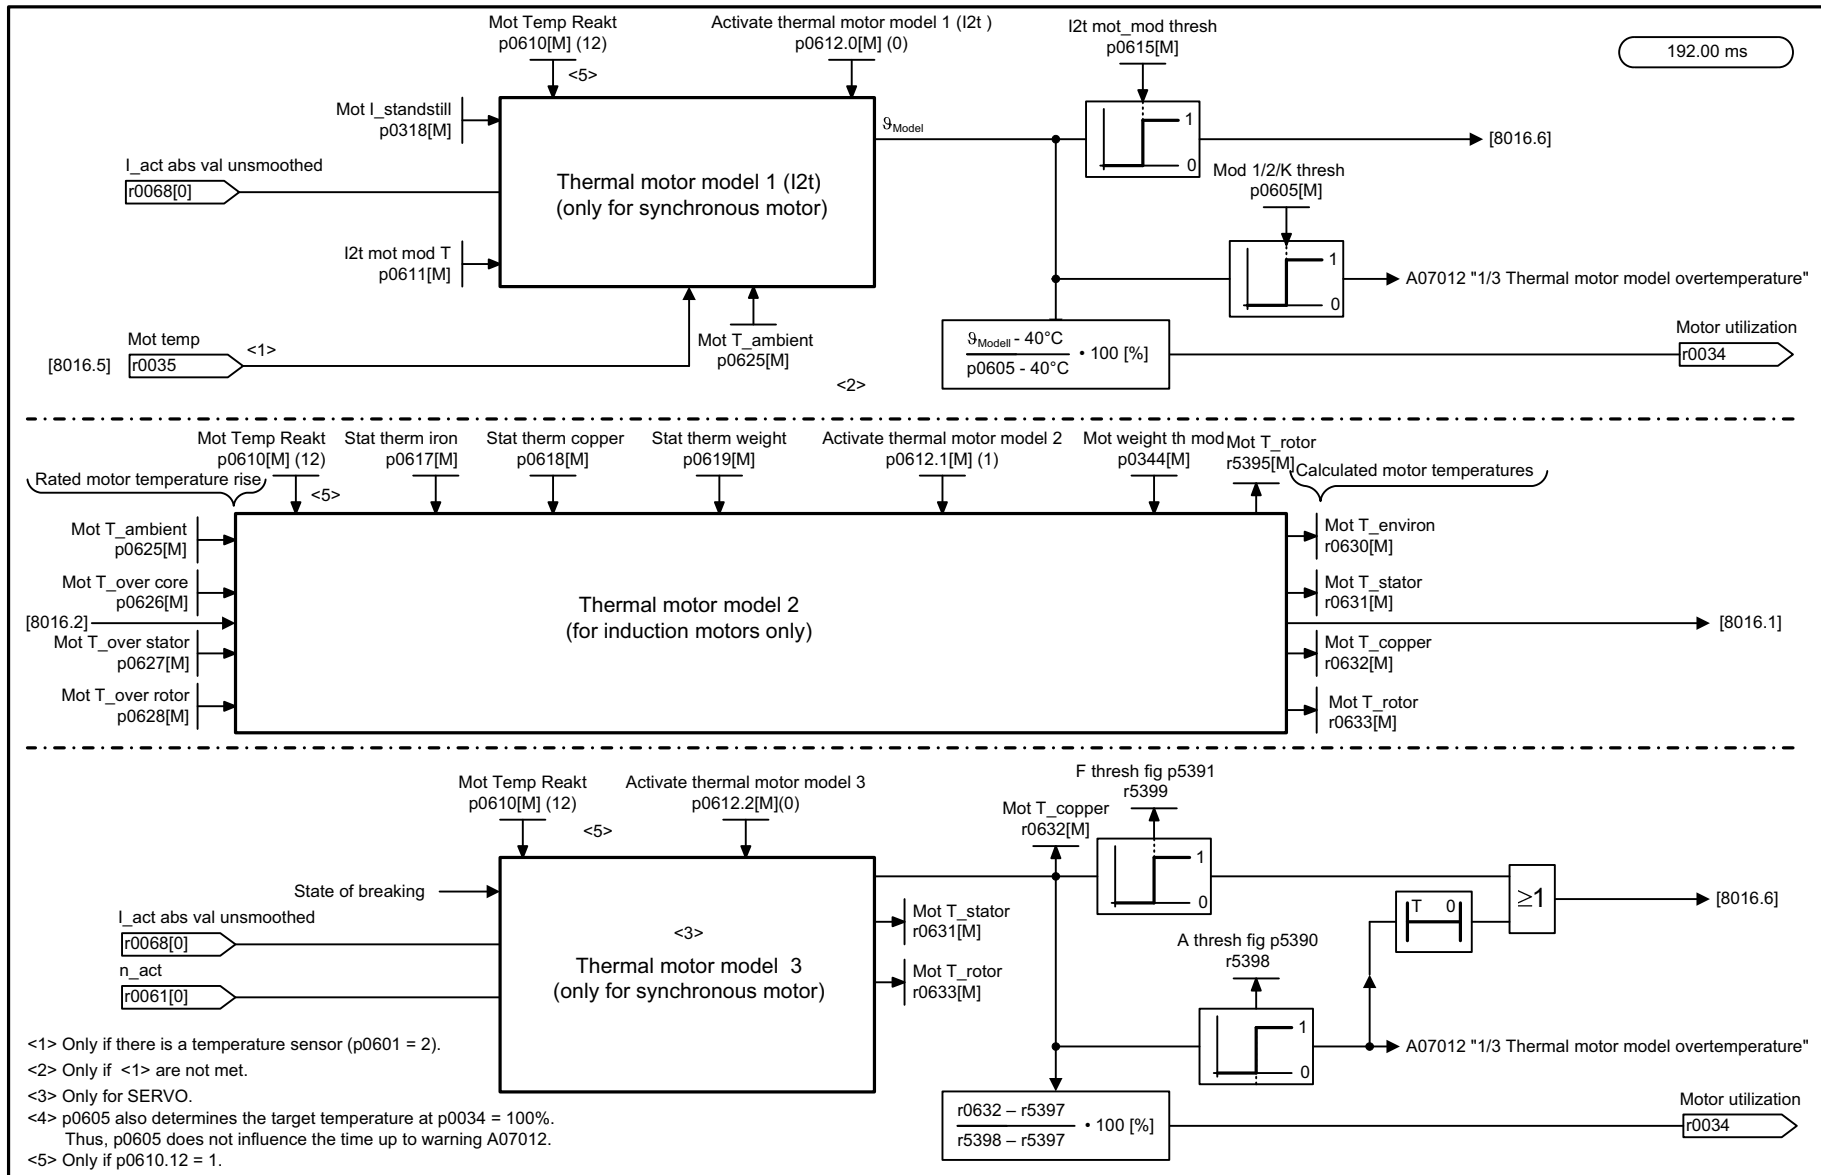 Mot Temp Reakt
p0610[M] (12)
<5>
Activate thermal motor model 1 (I2t )
p0612.0[M] (0)
I2t mot_mod thresh
p0615[M]
192.00 ms
Mot I_standstill
p0318[M]
I_act abs val unsmoothed
r0068[0]
I2t mot mod T
p0611[M]
Thermal motor model 1 (I2t)
(only for synchronous motor)
ϑModel
1
0
[8016.6]
Mod 1/2/K thresh
p0605[M]
1
0
A07012 "1/3 Thermal motor model overtemperature"
Mot temp
[8016.5]
r0035
<1>
Mot T_ambient
p0625[M]
<2>
ϑModell - 40°C
p0605 - 40°C
• 100 [%]
Motor utilization
r0034
Mot Temp Reakt
p0610[M] (12)
<5>
Stat therm iron
p0617[M]
Stat therm copper
p0618[M]
Stat therm weight
p0619[M]
Activate thermal motor model 2
p0612.1[M] (1)
Mot weight th mod
p0344[M]
Mot T_rotor
r5395[M]
Rated motor temperature rise
Calculated motor temperatures
Mot T_ambient
p0625[M]
Mot T_over core
p0626[M]
[8016.2]
Mot T_over stator
p0627[M]
Mot T_over rotor
p0628[M]
Thermal motor model 2
(for induction motors only)
Mot T_environ
r0630[M]
Mot T_stator
r0631[M]
[8016.1]
Mot T_copper
r0632[M]
Mot T_rotor
r0633[M]
Mot Temp Reakt
p0610[M] (12)
<5>
Activate thermal motor model 3
p0612.2[M](0)
State of breaking
I_act abs val unsmoothed
r0068[0]
n_act
r0061[0]
<3>
Thermal motor model  3
(only for synchronous motor)
Mot T_stator
r0631[M]
Mot T_rotor
r0633[M]
Mot T_copper
r0632[M]
F thresh fig p5391
r5399
1
0
T 0
≥1
[8016.6]
A thresh fig p5390
r5398
1
0
A07012 "1/3 Thermal motor model overtemperature"
r0632 – r5397
r5398 – r5397
• 100 [%]
Motor utilization
r0034
<1> Only if there is a temperature sensor (p0601 = 2).
<2> Only if  <1> are not met.
<3> Only for SERVO.
<4> p0605 also determines the target temperature at p0034 = 100%.
Thus, p0605 does not influence the time up to warning A07012.
<5> Only if p0610.12 = 1.